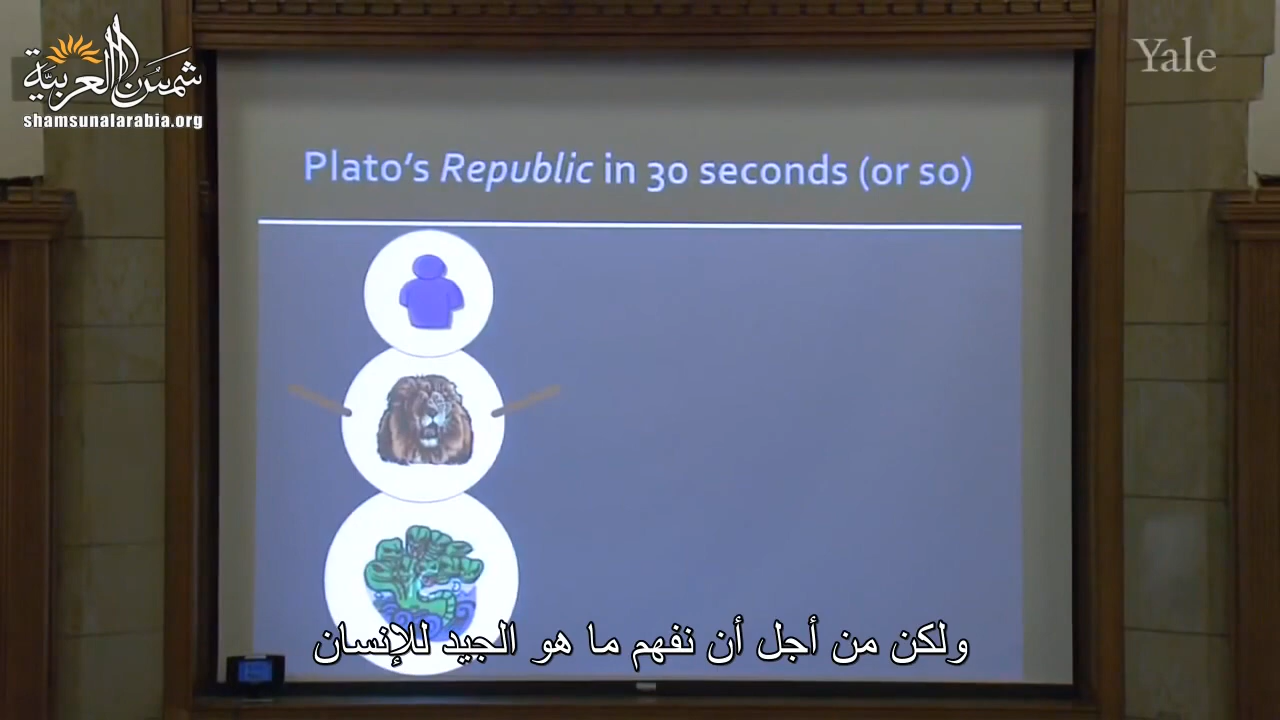 شمس العربية
shamsunalarabia.org
Yale
Plato's Republic in 30 seconds (or so)
ولكن من أجل أن نفهم ما هو الجيد للإنسان